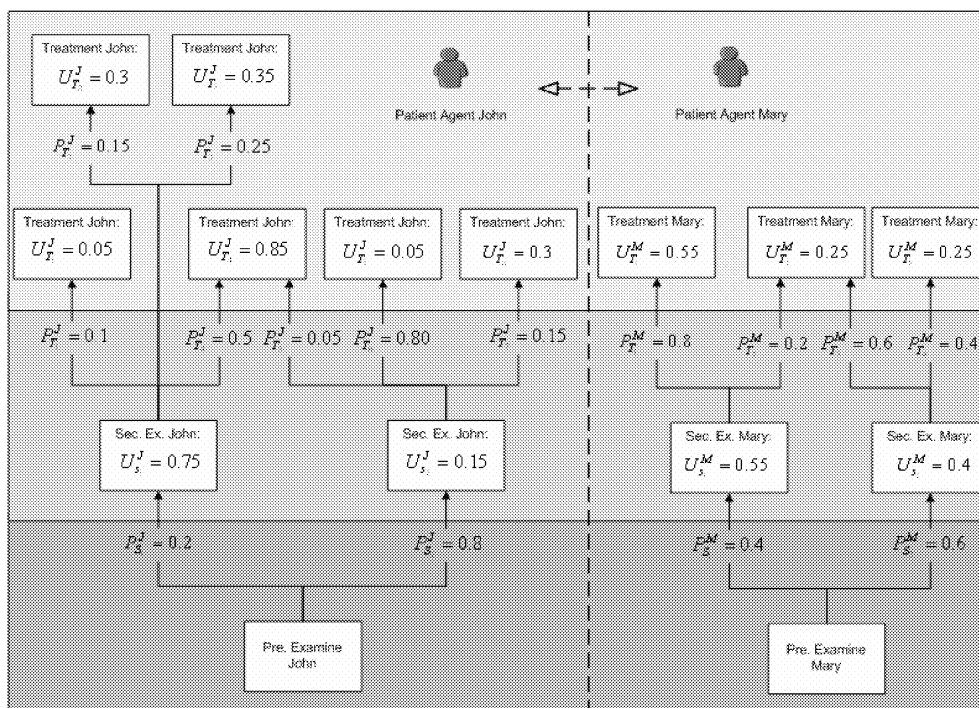 Treatment John:
U_T^J = 0.3
Treatment John:
U_T^J = 0.35
Patient Agent John
Patient Agent Mary
P_T^J = 0.15
P_T^J = 0.25
Treatment John:
U_T^J = 0.05
Treatment John:
U_T^J = 0.85
Treatment John:
U_T^J = 0.05
Treatment John:
U_T^J = 0.3
Treatment Mary:
U_T^M = 0.55
Treatment Mary:
U_T^M = 0.25
Treatment Mary:
U_T^M = 0.25
P_T^J = 0.1
P_T^J = 0.5
P_T^J = 0.05
P_T^J = 0.80
P_T^J = 0.15
P_T^M = 0.8
P_T^M = 0.2
P_T^M = 0.6
P_T^M = 0.4
Sec. Ex. John:
U_s^J = 0.75
Sec. Ex. John:
U_s^J = 0.15
Sec. Ex. Mary:
U_s^M = 0.55
Sec. Ex. Mary:
U_s^M = 0.4
P_S^J = 0.2
P_S^J = 0.8
P_S^M = 0.4
P_S^M = 0.6
Pre. Examine
John
Pre. Examine
Mary